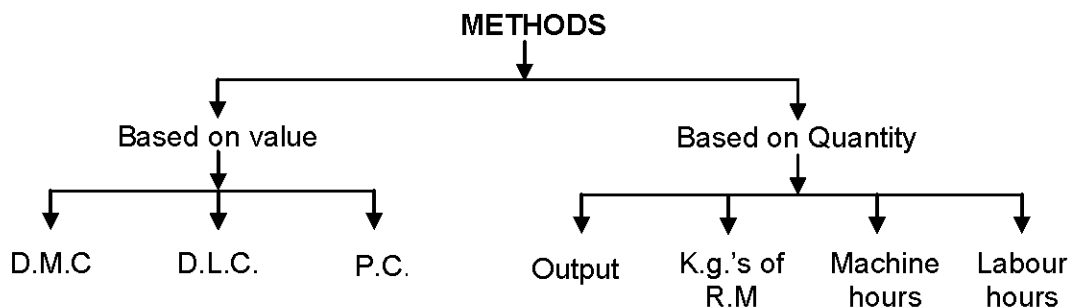 METHODS
Based on value
Based on Quantity
D.M.C
D.L.C.
P.C.
Output
K.g.'s of
R.M
Machine
hours
Labour
hours